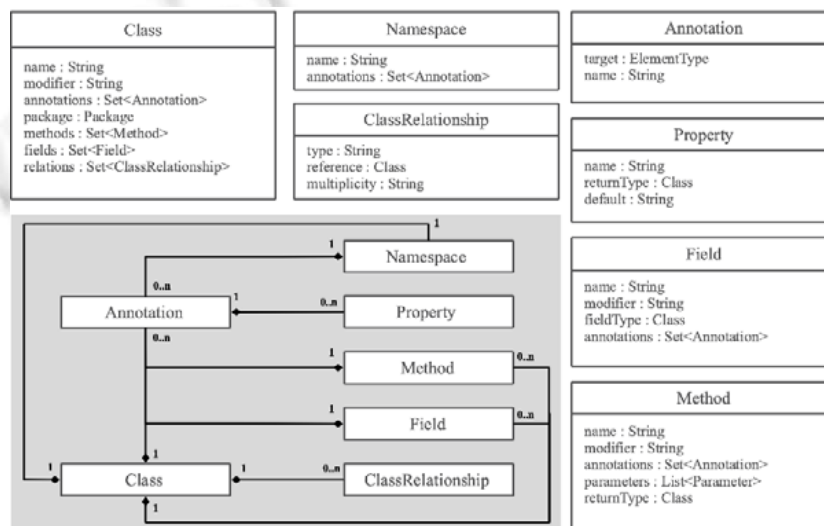 Class
name : String
modifier : String
annotations : Set<Annotation>
package : Package
methods : Set<Method>
fields : Set<Field>
relations : Set<ClassRelationship>
Namespace
name : String
annotations : Set<Annotation>
ClassRelationship
type : String
reference : Class
multiplicity : String
Annotation
target : ElementType
name : String
Property
name : String
returnType : Class
default : String
Field
name : String
modifier : String
fieldType : Class
annotations : Set<Annotation>
Method
name : String
modifier : String
annotations : Set<Annotation>
parameters : List<Parameter>
returnType : Class
1
1
Namespace
0..n
Annotation
1
0..n
Property
0..n
1
Method
0..n
1
Field
0..n
1
1
Class
1
0..n
ClassRelationship
1